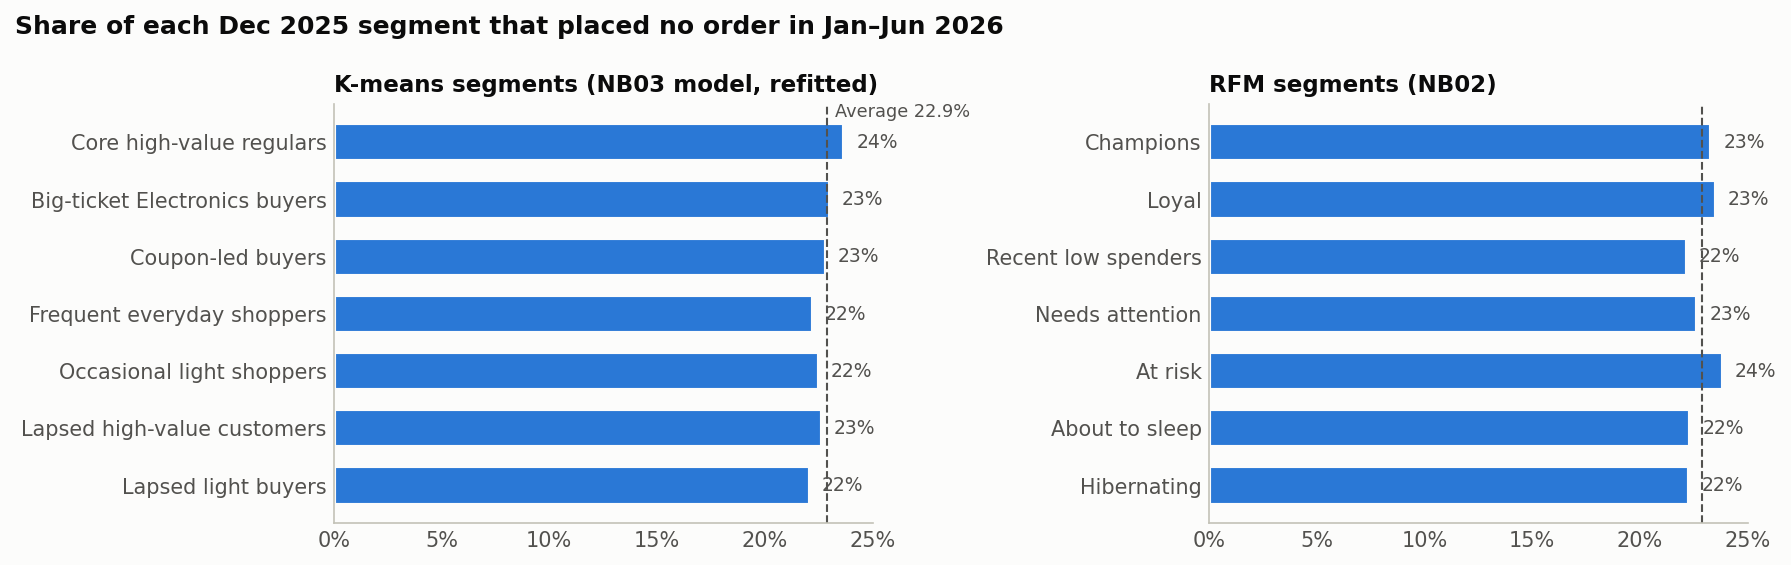 Share of each Dec 2025 segment that placed no order in Jan–Jun 2026
K-means segments (NB03 model, refitted)
Average 22.9%
Core high-value regulars 24%
Big-ticket Electronics buyers 23%
Coupon-led buyers 23%
Frequent everyday shoppers 22%
Occasional light shoppers 22%
Lapsed high-value customers 23%
Lapsed light buyers 22%
0% 5% 10% 15% 20% 25%
RFM segments (NB02)
Champions 23%
Loyal 23%
Recent low spenders 22%
Needs attention 23%
At risk 24%
About to sleep 22%
Hibernating 22%
0% 5% 10% 15% 20% 25%